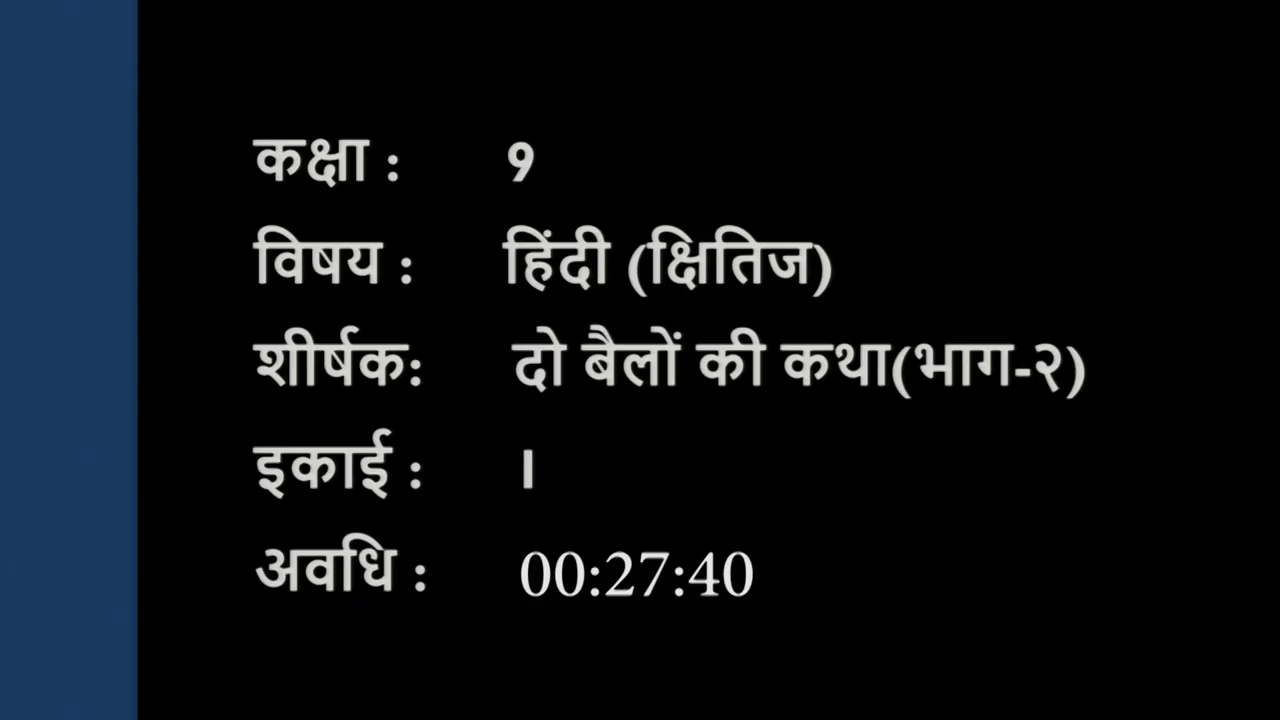 कक्षा : 9
विषय : हिंदी (क्षितिज)
शीर्षक: दो बैलों की कथा(भाग-२)
इकाई : I
अवधि : 00:27:40